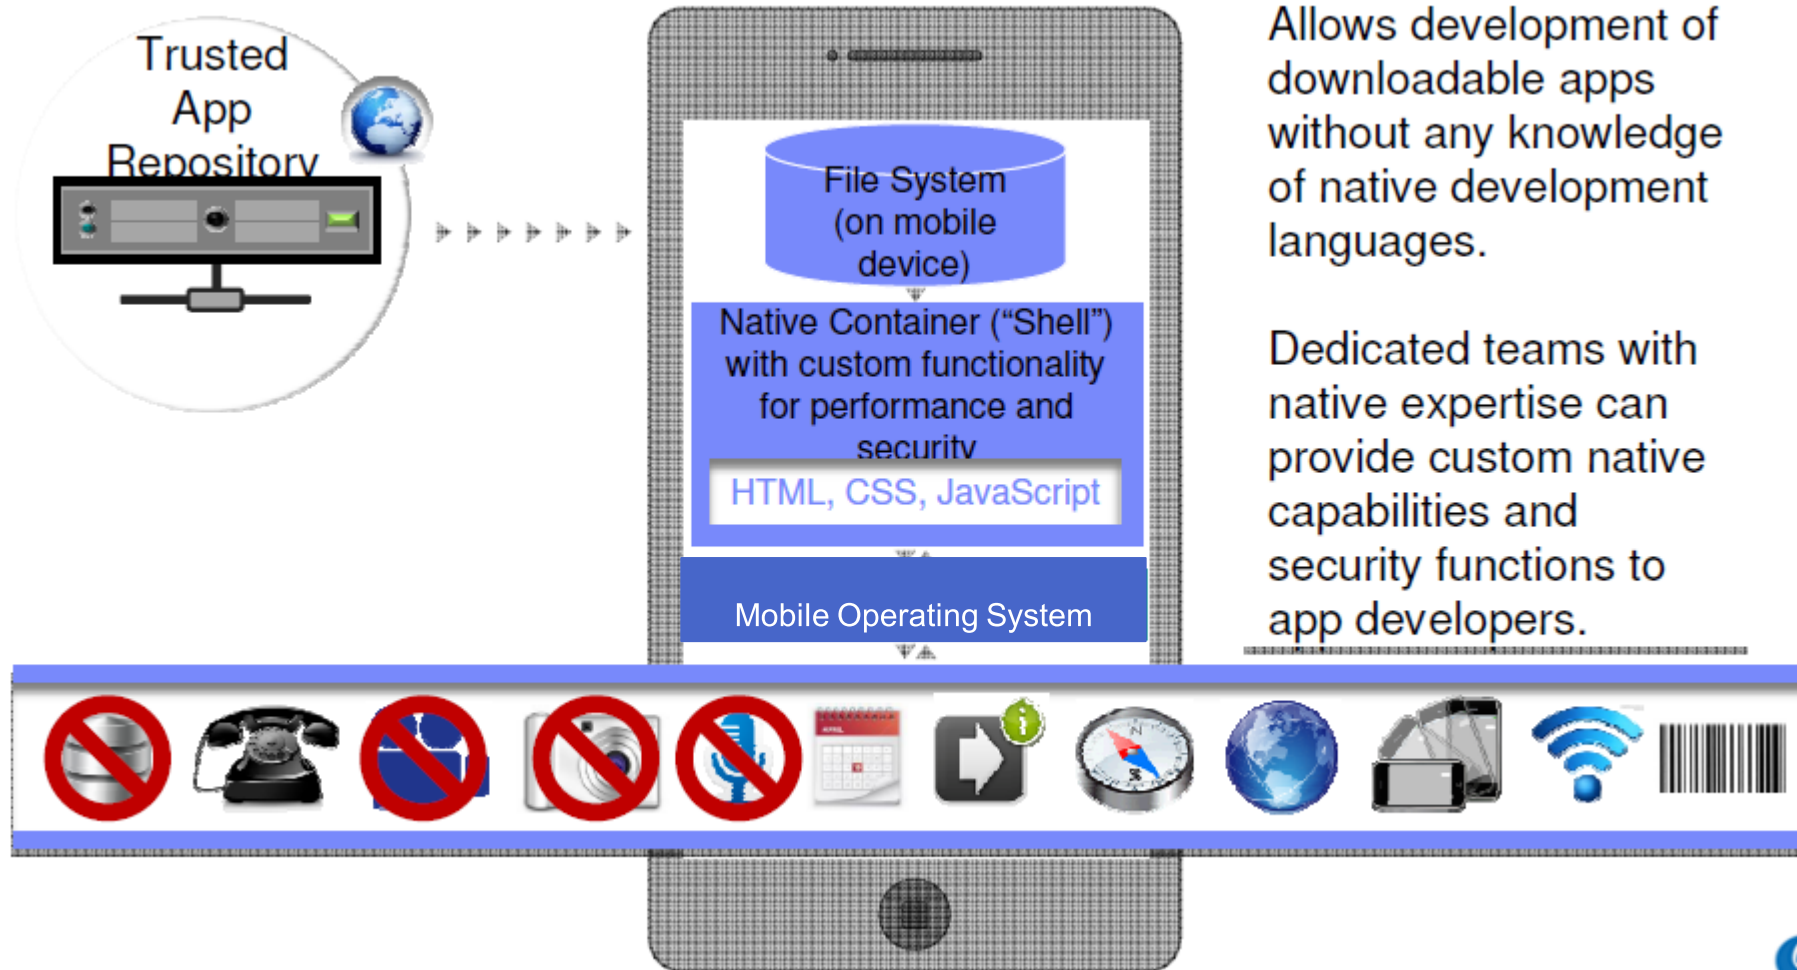 Trusted
App
Repository
File System
(on mobile
device)
Native Container (“Shell”)
with custom functionality
for performance and
security
HTML, CSS, JavaScript
Mobile Operating System
Allows development of
downloadable apps
without any knowledge
of native development
languages.
Dedicated teams with
native expertise can
provide custom native
capabilities and
security functions to
app developers.
APRIL
N